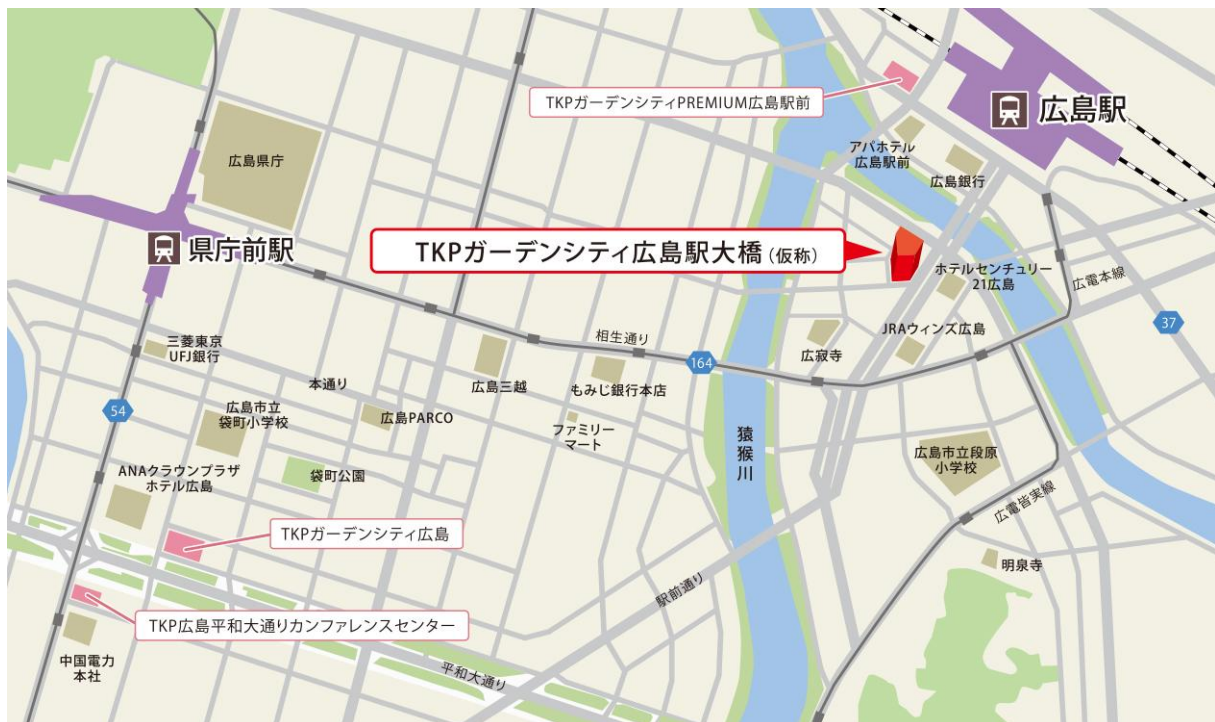 TKPガーデンシティPREMIUM広島駅前
広島駅
アパホテル
広島駅前
広島銀行
広島県庁
県庁前駅
TKPガーデンシティ広島駅大橋(仮称)
ホテルセンチュリー
21広島
広電本線
37
三菱東京
UFJ銀行
相生通り
164
広寂寺
JRAウィンズ広島
本通り
広島三越
もみじ銀行本店
54
広島市立
袋町小学校
広島PARCO
ファミリー
マート
猿猴川
広島市立段原
小学校
ANAクラウンプラザ
ホテル広島
袋町公園
広電皆実線
TKPガーデンシティ広島
明泉寺
駅前通り
TKP広島平和大通りカンファレンスセンター
中国電力
本社
平和大通り